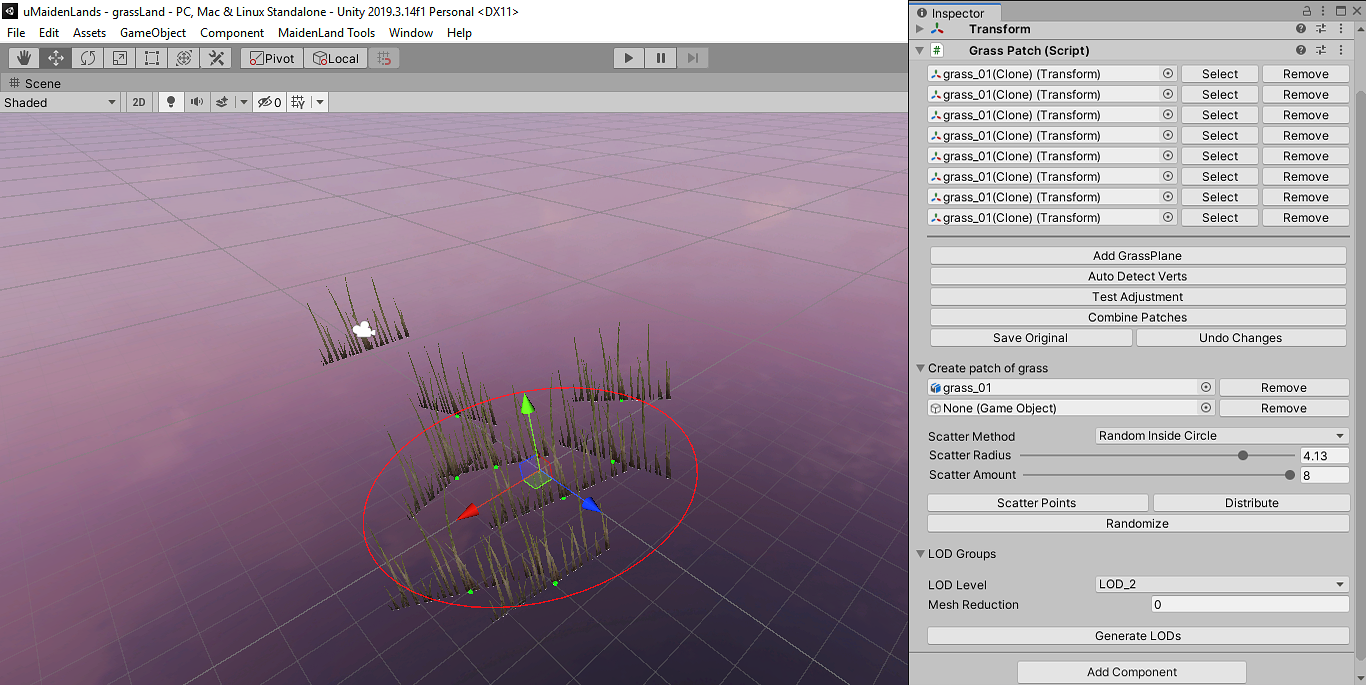 uMaidenLands - grassLand - PC, Mac & Linux Standalone - Unity 2019.3.14f1 Personal <DX11>
File Edit Assets GameObject Component MaidenLand Tools Window Help
Pivot Local
Scene
Shaded 2D 0
Inspector
Transform
Grass Patch (Script)
grass_01(Clone) (Transform) Select Remove
grass_01(Clone) (Transform) Select Remove
grass_01(Clone) (Transform) Select Remove
grass_01(Clone) (Transform) Select Remove
grass_01(Clone) (Transform) Select Remove
grass_01(Clone) (Transform) Select Remove
grass_01(Clone) (Transform) Select Remove
grass_01(Clone) (Transform) Select Remove
Add GrassPlane
Auto Detect Verts
Test Adjustment
Combine Patches
Save Original Undo Changes
Create patch of grass
grass_01 Remove
None (Game Object) Remove
Scatter Method Random Inside Circle
Scatter Radius 4.13
Scatter Amount 8
Scatter Points Distribute
Randomize
LOD Groups
LOD Level LOD_2
Mesh Reduction 0
Generate LODs
Add Component